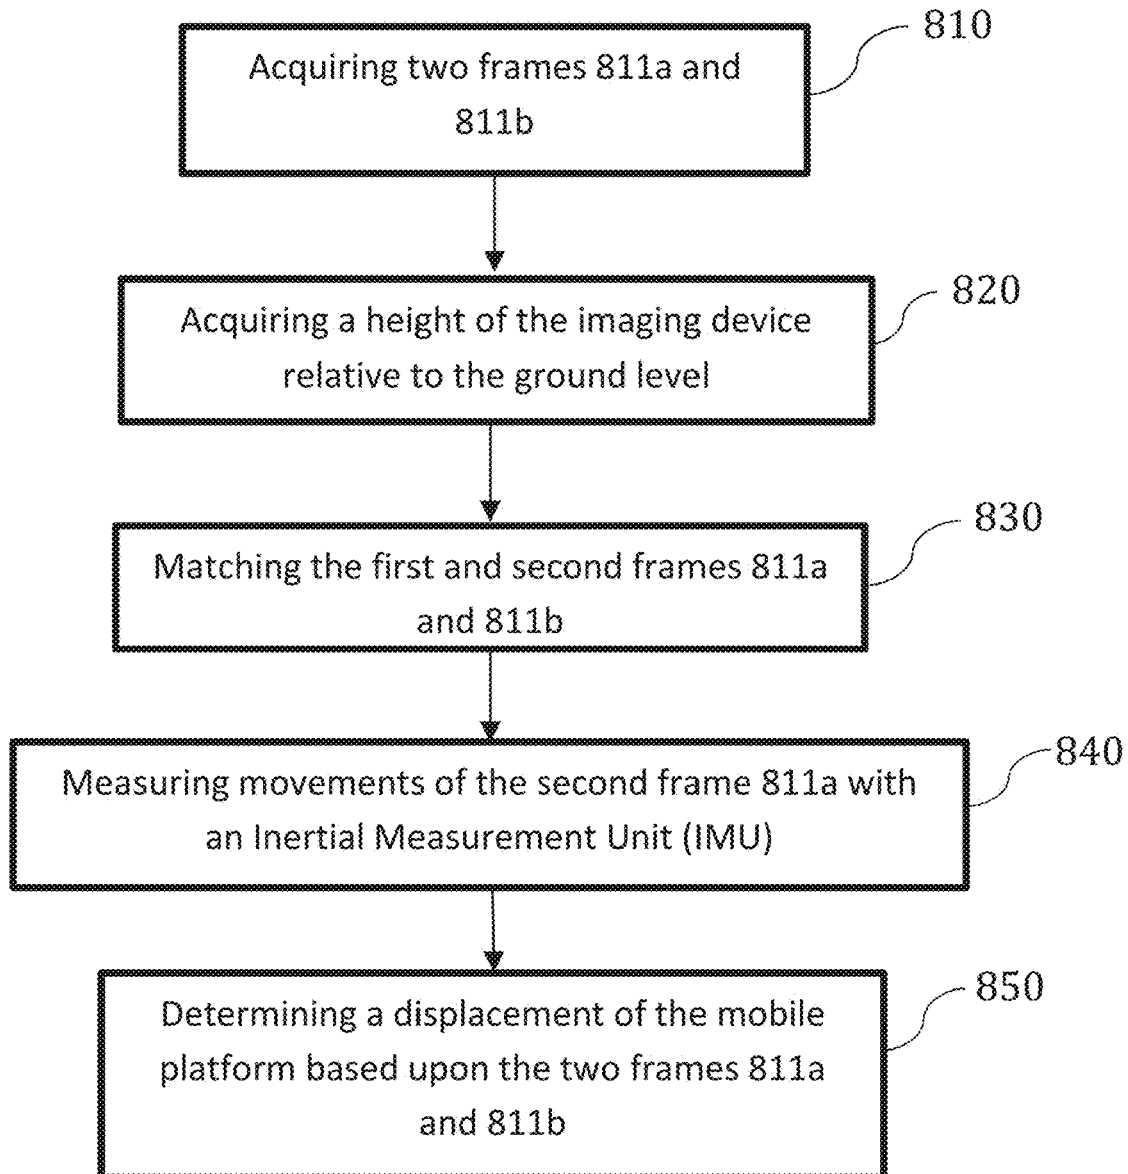 810
Acquiring two frames 811a and
811b
820
Acquiring a height of the imaging device
relative to the ground level
830
Matching the first and second frames 811a
and 811b
840
Measuring movements of the second frame 811a with
an Inertial Measurement Unit (IMU)
850
Determining a displacement of the mobile
platform based upon the two frames 811a
and 811b